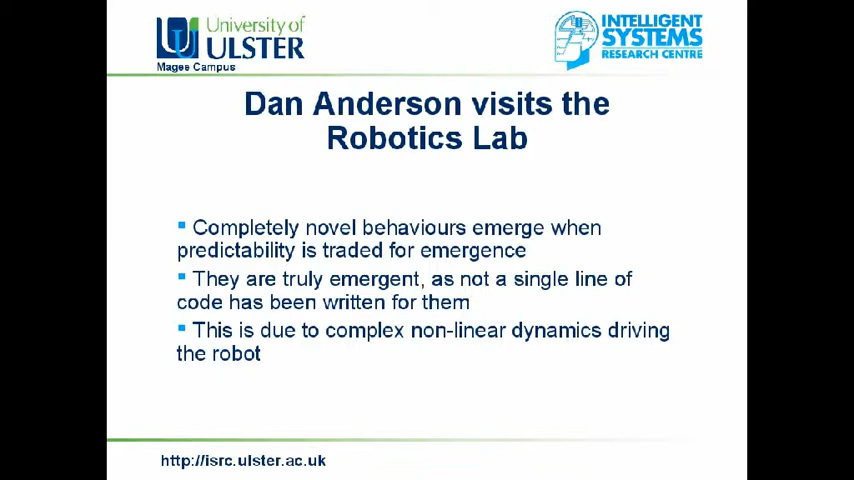 University of
ULSTER
Magee Campus
INTELLIGENT
SYSTEMS
RESEARCH CENTRE
Dan Anderson visits the
Robotics Lab
Completely novel behaviours emerge when
predictability is traded for emergence
They are truly emergent, as not a single line of
code has been written for them
This is due to complex non-linear dynamics driving
the robot
http://isrc.ulster.ac.uk